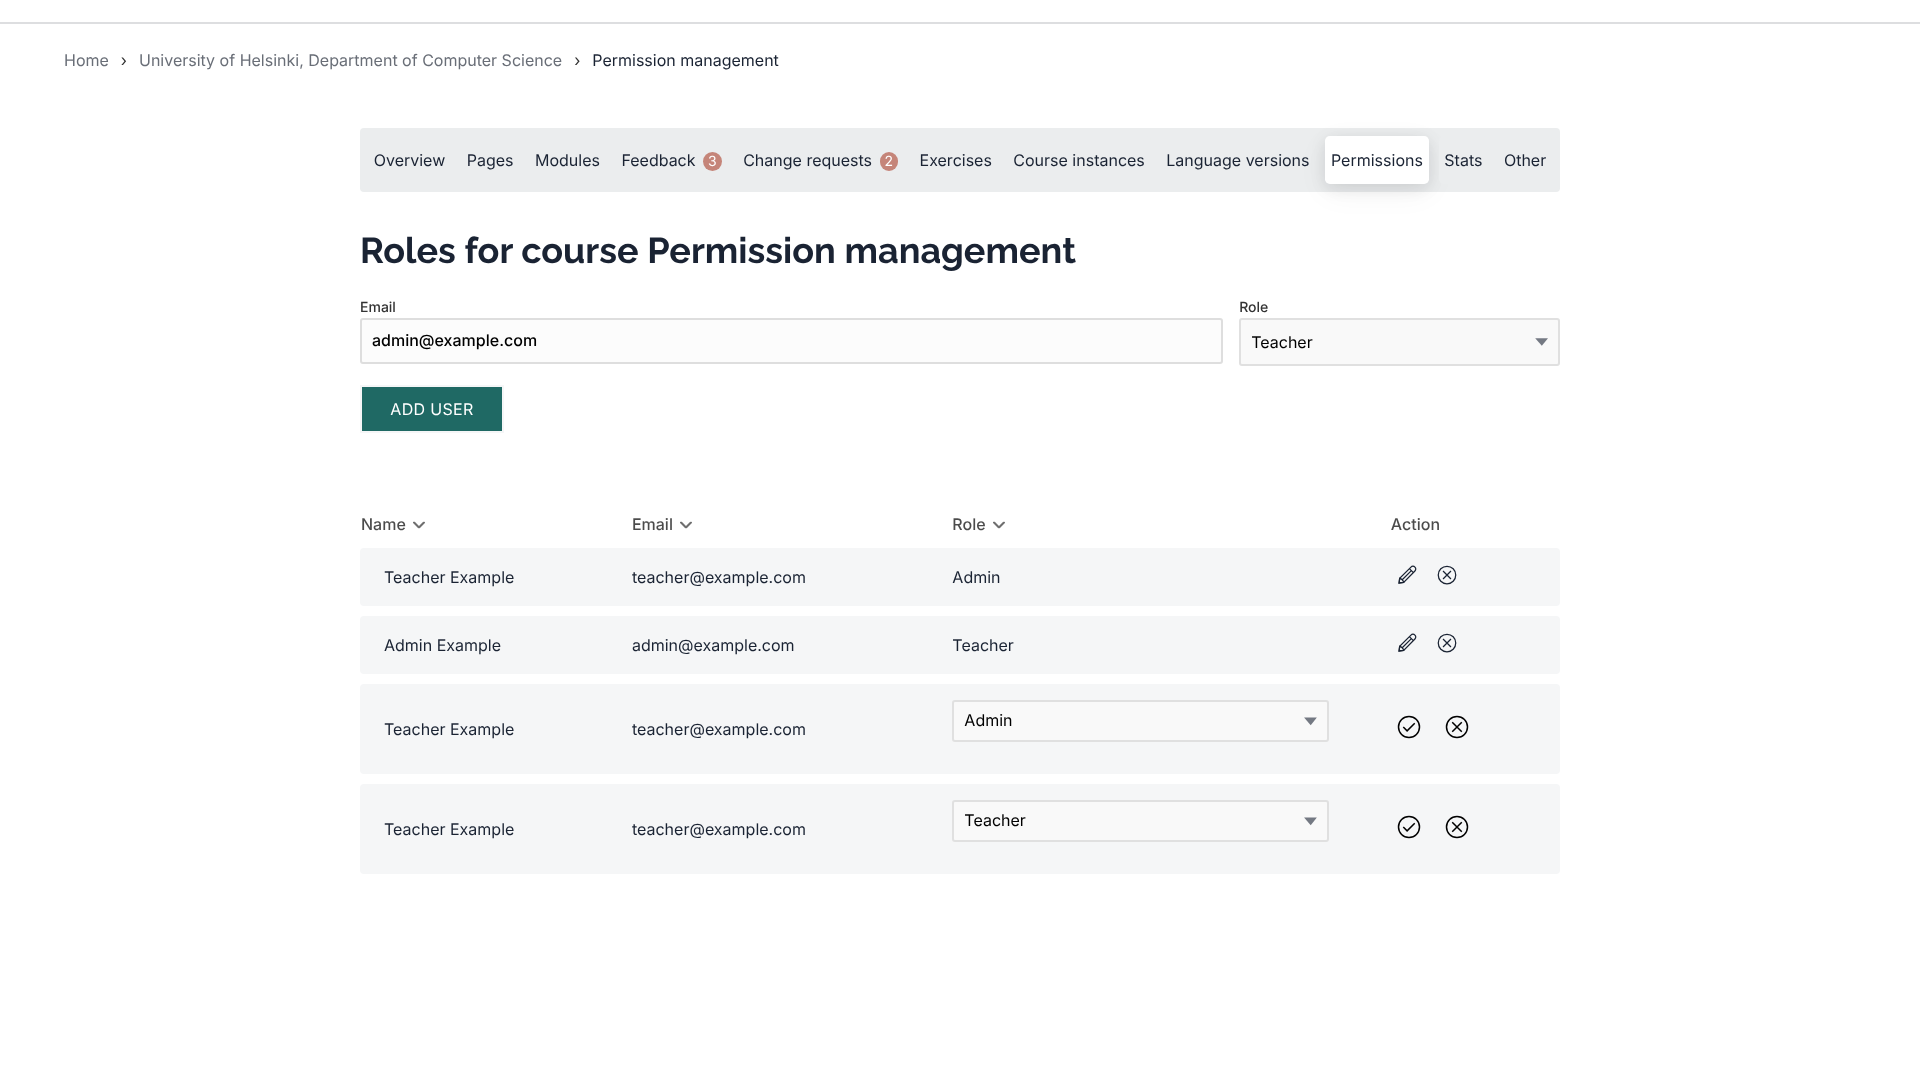 Home › University of Helsinki, Department of Computer Science › Permission management
Overview Pages Modules Feedback 3 Change requests 2 Exercises Course instances Language versions Permissions Stats Other
Roles for course Permission management
Email Role
admin@example.com Teacher
ADD USER
Name Email Role Action
Teacher Example teacher@example.com Admin
Admin Example admin@example.com Teacher
Teacher Example teacher@example.com Admin
Teacher Example teacher@example.com Teacher